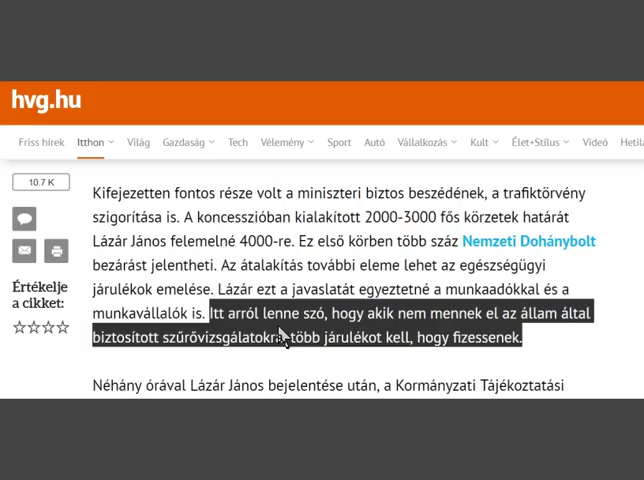 hvg.hu
Friss hírek Itthon Világ Gazdaság Tech Vélemény Sport Autó Vállalkozás Kult Élet+Stílus Videó
10.7 K
Kifejezetten fontos része volt a miniszteri biztos beszédének, a trafiktörvény
szigorítása is. A koncesszióban kialakított 2000-3000 fős körzetek határát
Lázár János felemelné 4000-re. Ez első körben több száz Nemzeti Dohánybolt
bezárást jelentheti. Az átalakítás további eleme lehet az egészségügyi
járulékok emelése. Lázár ezt a javaslatát egyeztetné a munkaadókkal és a
munkavállalók is. Itt arról lenne szó, hogy akik nem mennek el az állam által
biztosított szűrővizsgálatokra több járulékot kell, hogy fizessenek.
Értékelje
a cikket:
Néhány órával Lázár János bejelentése után, a Kormányzati Tájékoztatási